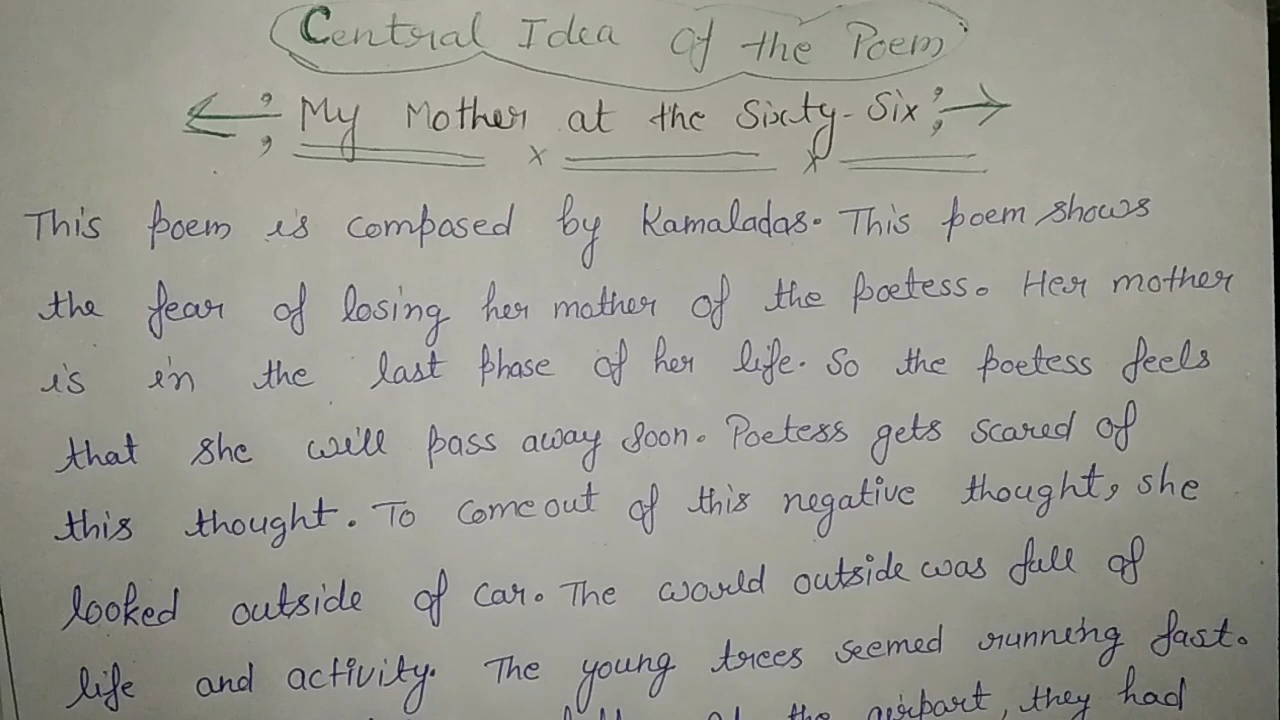 Central Idea of the Poem
My Mother at the Sixty-Six
This poem is composed by Kamaladas. This poem shows
the fear of losing her mother of the poetess. Her mother
is in the last phase of her life. So the poetess feels
that she will pass away soon. Poetess gets scared of
this thought. To come out of this negative thought, she
looked outside of car. The world outside was full of
life and activity. The young trees seemed running fast.
the airport, they had